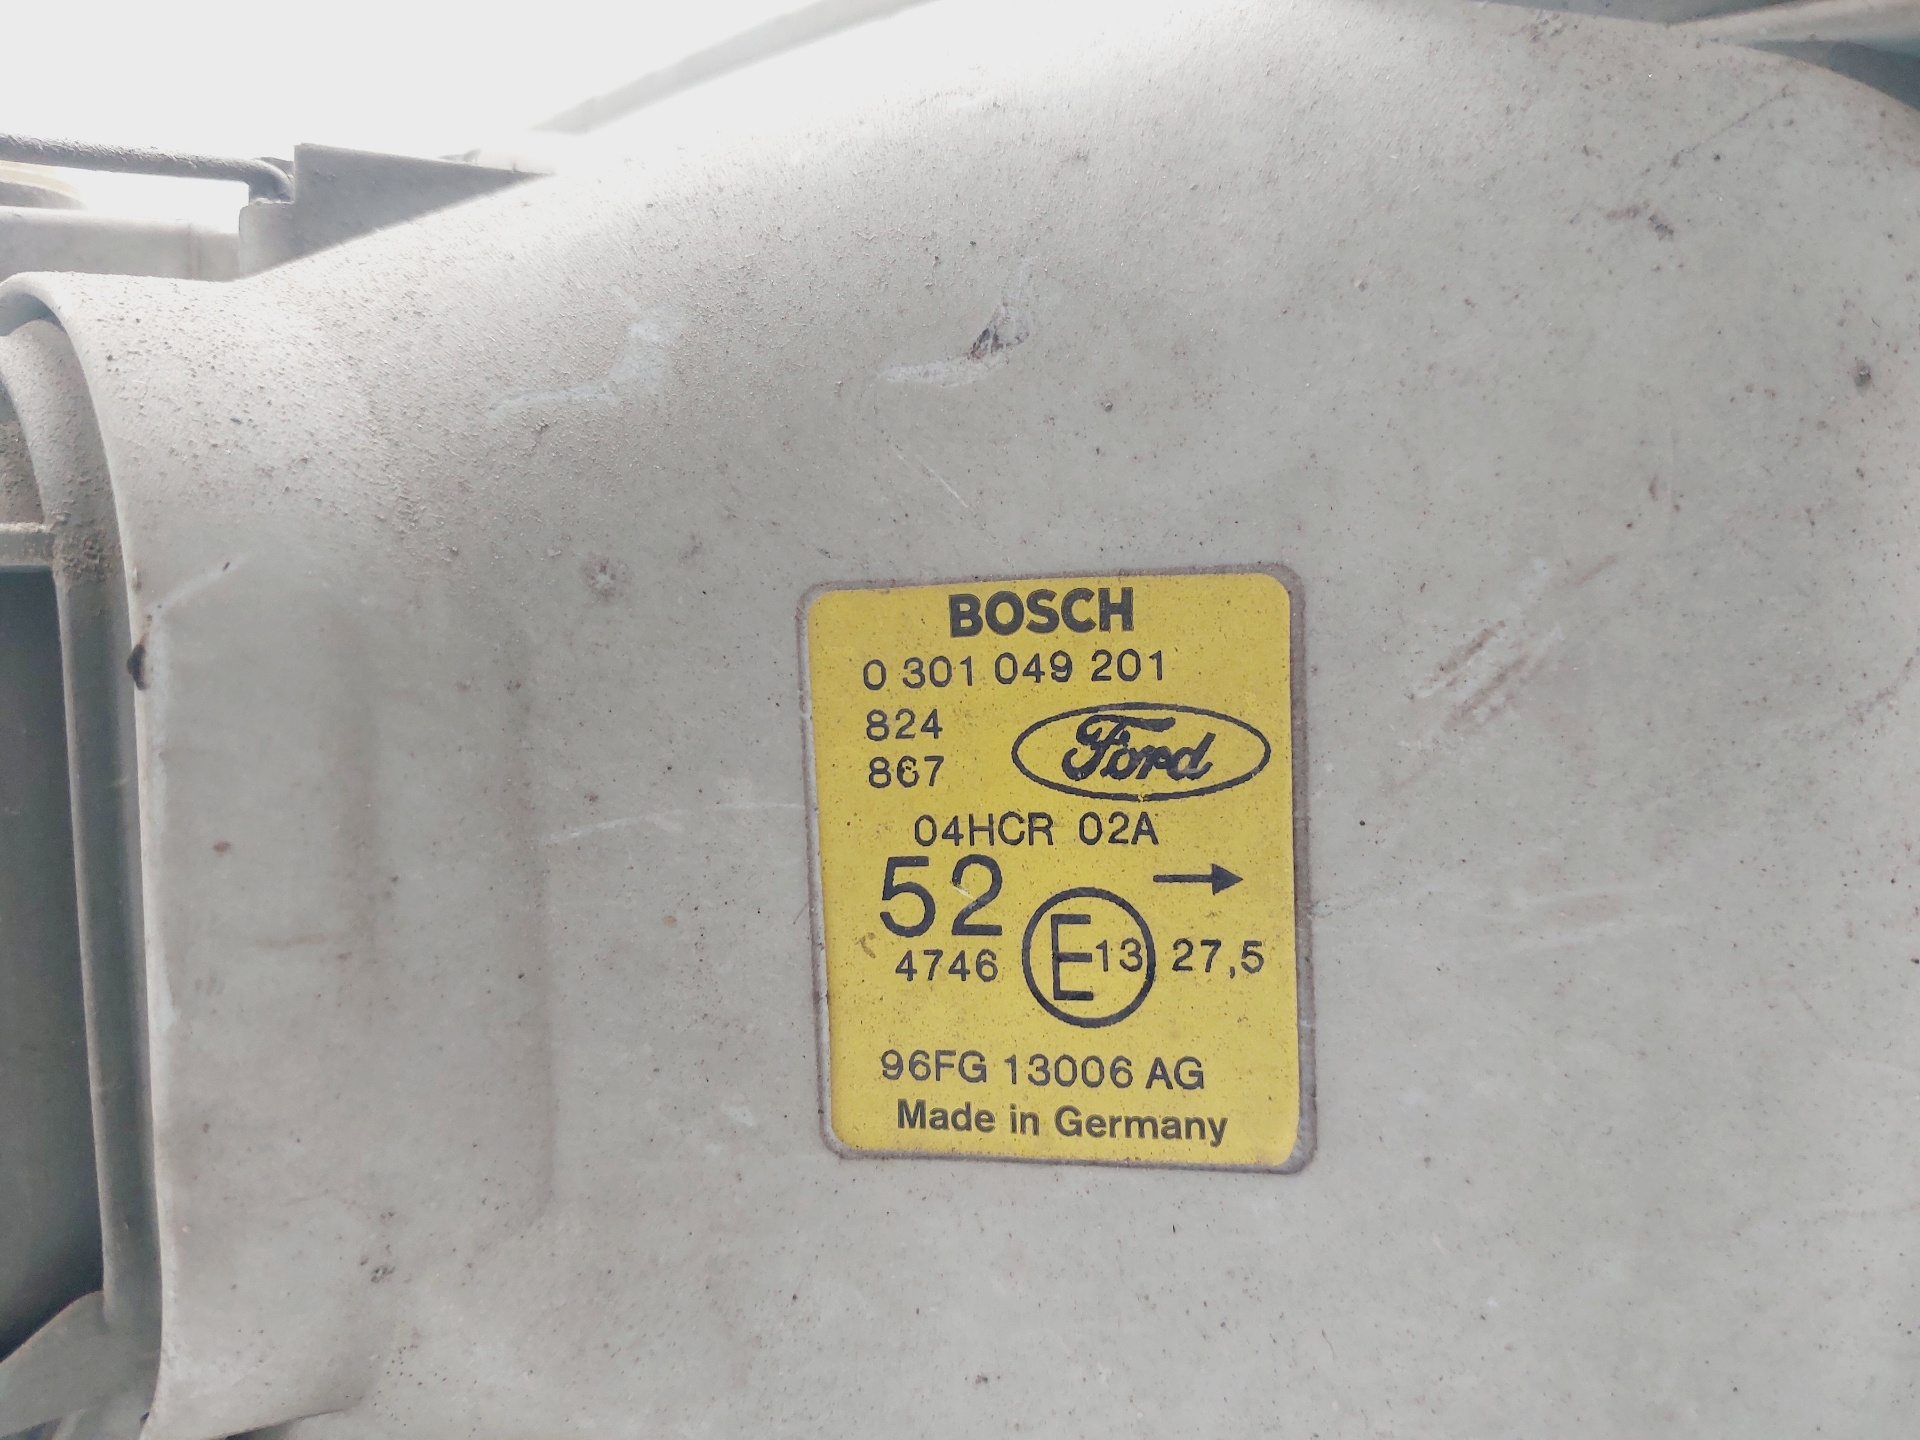 BOSCH
0 301 049 201
824
867
Ford
04HCR 02A
52 →
4746 E13 27,5
96FG 13006 AG
Made in Germany